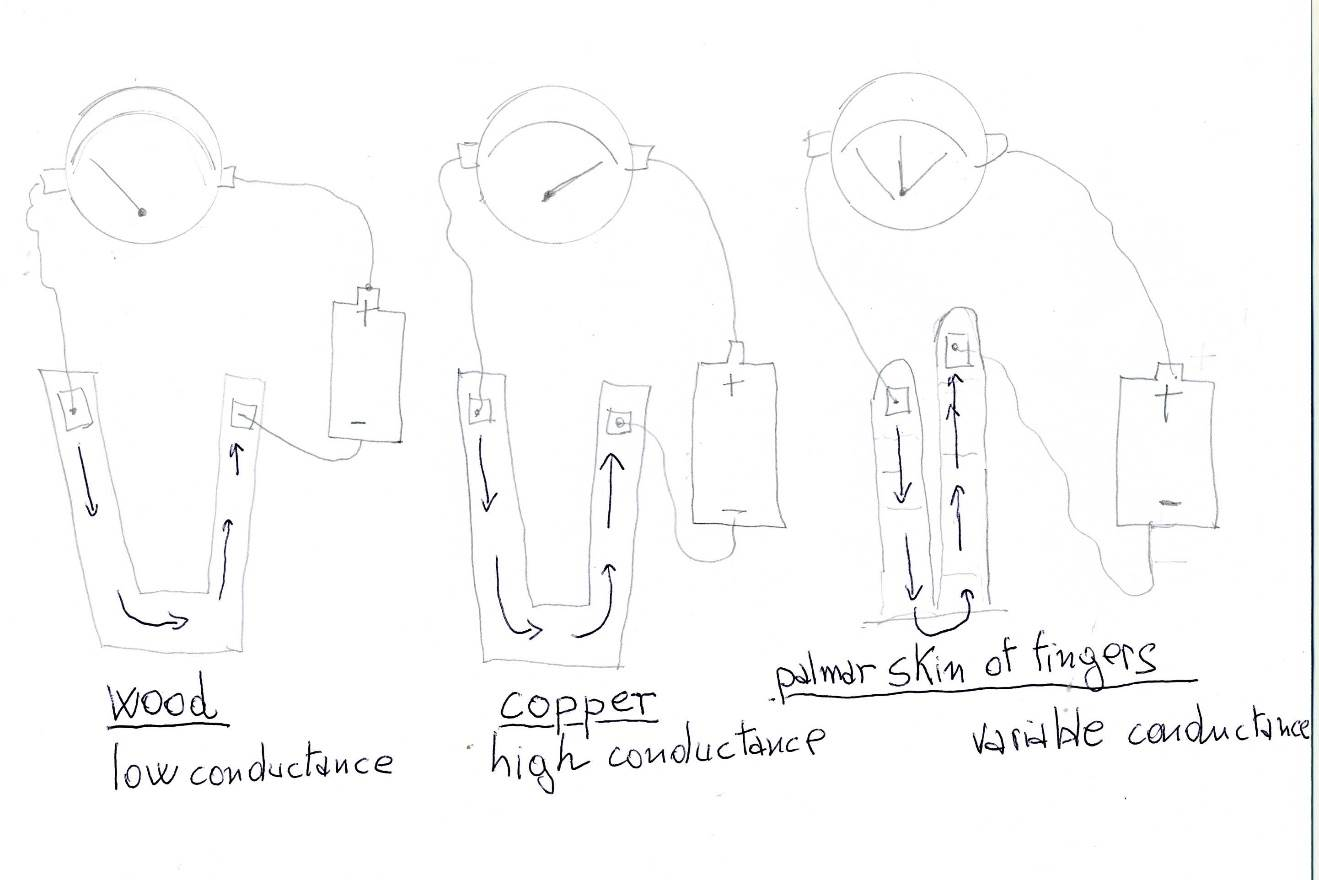 wood
low conductance
copper
high conductance
palmar skin of fingers
variable conductance
+
-
+
-
+
-